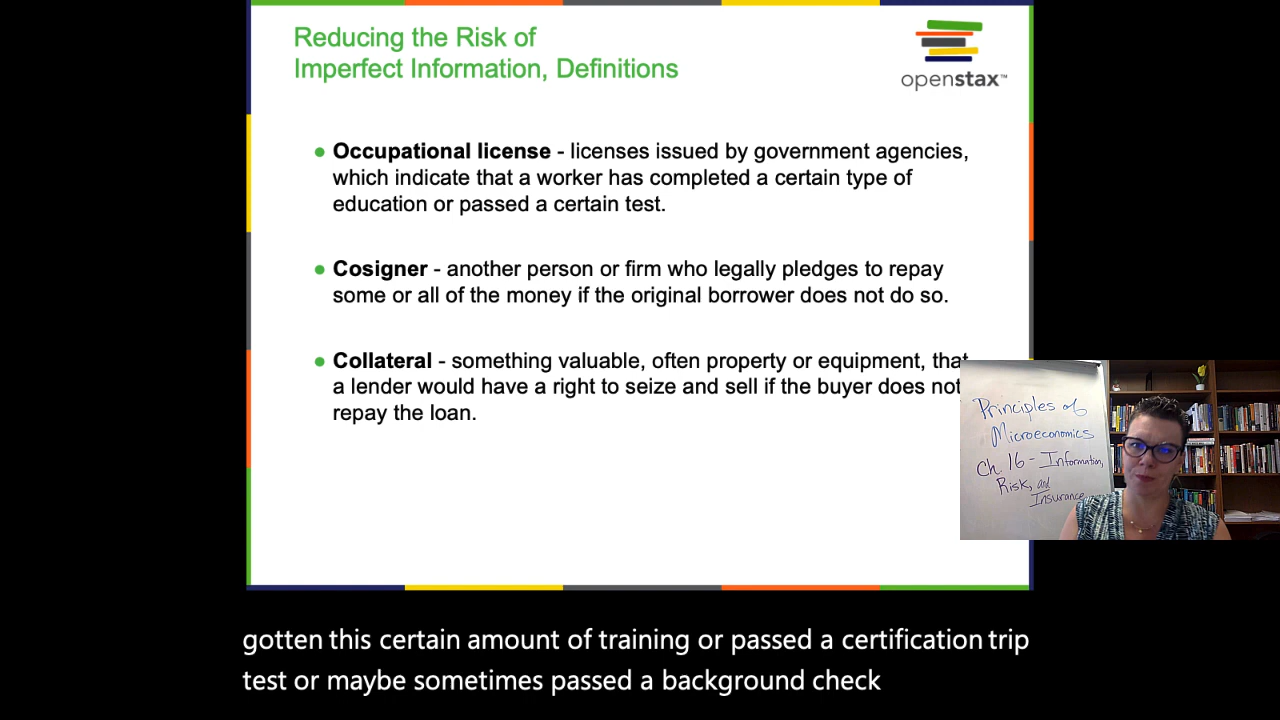 Reducing the Risk of
Imperfect Information, Definitions
openstax™
● Occupational license - licenses issued by government agencies,
which indicate that a worker has completed a certain type of
education or passed a certain test.
● Cosigner - another person or firm who legally pledges to repay
some or all of the money if the original borrower does not do so.
● Collateral - something valuable, often property or equipment, that
a lender would have a right to seize and sell if the buyer does not
repay the loan.
Principles of
Microeconomics
Ch. 16 - Information,
Risk, and
Insurance
gotten this certain amount of training or passed a certification trip
test or maybe sometimes passed a background check